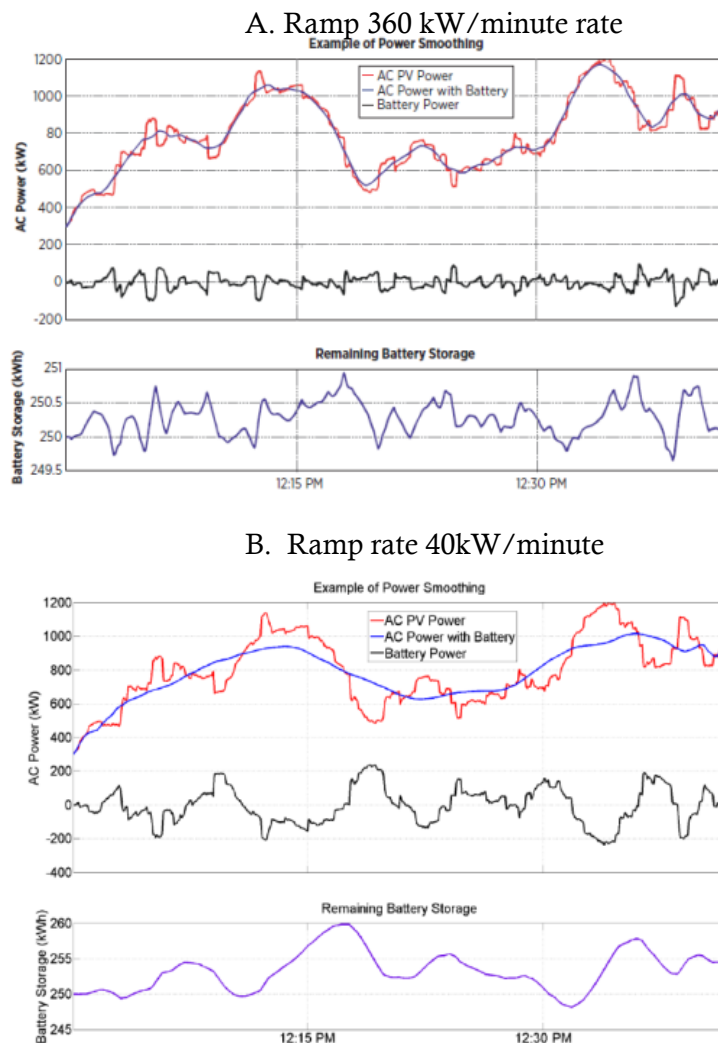 A. Ramp 360 kW/minute rate
Example of Power Smoothing
1200
1000
80
600
400
200
0
-200
AC Power (kW)
AC PV Power
AC Power with Battery
Battery Power
Remaining Battery Storage
251
250.5
250
249.5
Battery Storage (kWh)
12:15 PM
12:30 PM
B. Ramp rate 40kW/minute
Example of Power Smoothing
1200
1000
800
600
400
200
0
-200
-400
AC Power (kW)
AC PV Power
AC Power with Battery
Battery Power
Remaining Battery Storage
260
255
250
245
Battery Storage (kWh)
12:15 PM
12:30 PM